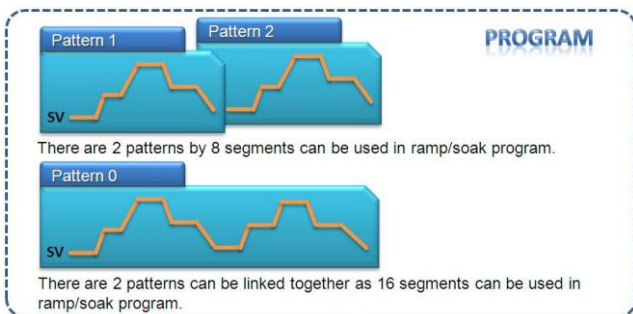 Pattern 1
Pattern 2
PROGRAM
SV
There are 2 patterns by 8 segments can be used in ramp/soak program.
Pattern 0
SV
There are 2 patterns can be linked together as 16 segments can be used in
ramp/soak program.